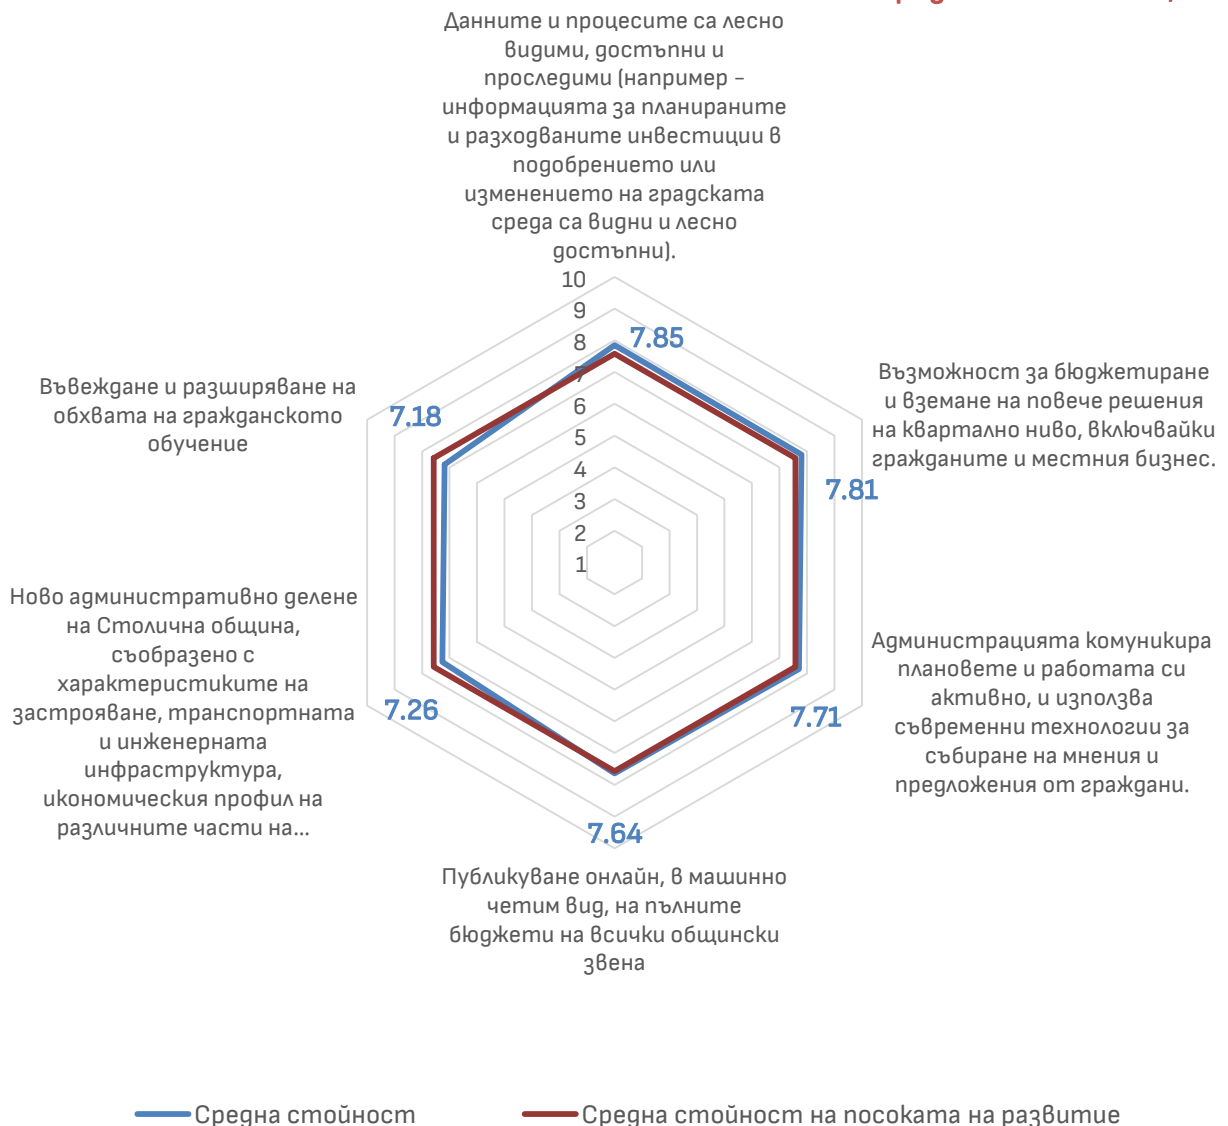 Данните и процесите са лесно
видими, достъпни и
проследими (например -
информацията за планираните
и разходваните инвестиции в
подобрението или
изменението на градската
среда са видни и лесно
достъпни).
10
9
8
7
6
5
4
3
2
1
7.85
Възможност за бюджетиране
и вземане на повече решения
на квартално ниво, включвайки
гражданите и местния бизнес.
7.81
Администрацията комуникира
плановете и работата си
активно, и използва
съвременни технологии за
събиране на мнения и
предложения от граждани.
7.71
7.64
Публикуване онлайн, в машинно
четим вид, на пълните
бюджети на всички общински
звена
7.26
Ново административно делене
на Столична община,
съобразено с
характеристиките на
застрояване, транспортната
и инженерната
инфраструктура,
икономическия профил на
различните части на...
7.18
Въвеждане и разширяване на
обхвата на гражданското
обучение
Средна стойност
Средна стойност на посоката на развитие